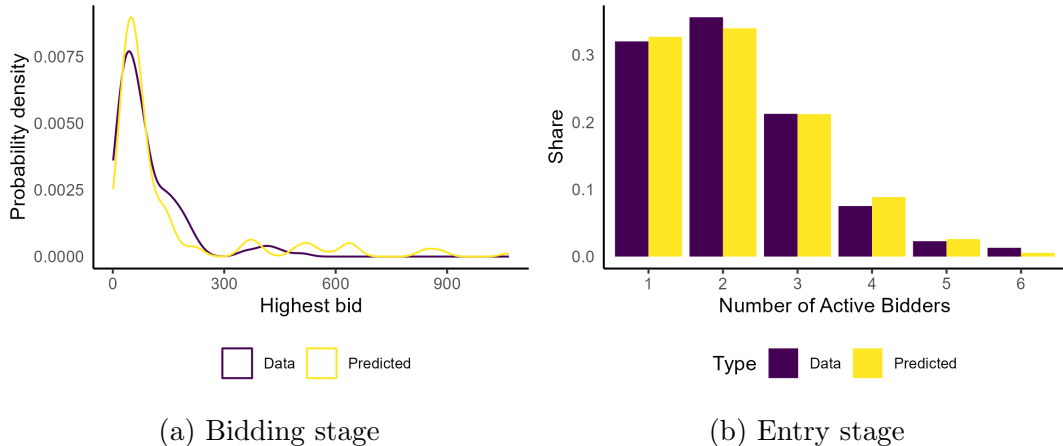 Probability density
0.0075
0.0050
0.0025
0.0000
0 300 600 900
Highest bid
Data Predicted
(a) Bidding stage
Share
0.3
0.2
0.1
0.0
1 2 3 4 5 6
Number of Active Bidders
Type Data Predicted
(b) Entry stage